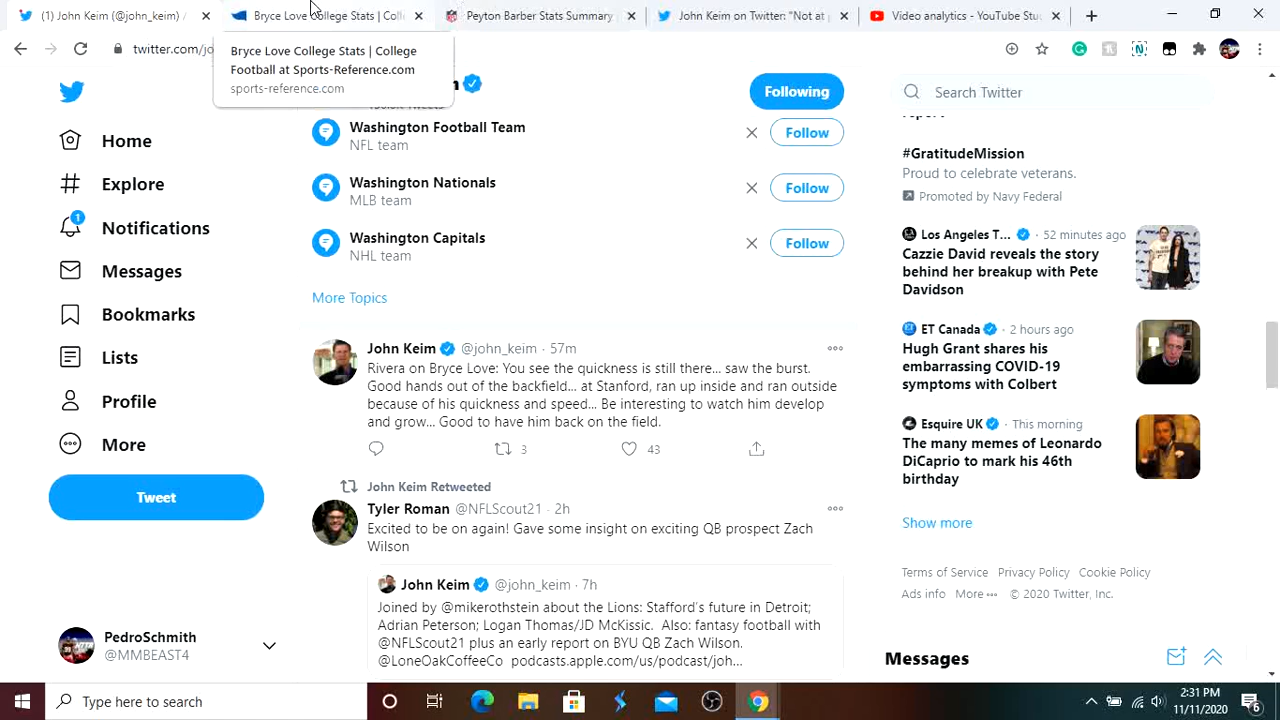 (1) John Keim (@john_keim) /
Bryce Love College Stats | Coll
Peyton Barber Stats Summary
John Keim on Twitter: "Not at
Video analytics - YouTube Stu
twitter.com/jo
Bryce Love College Stats | College
Football at Sports-Reference.com
sports-reference.com
Following
Search Twitter
Home
Explore
1
Notifications
Messages
Bookmarks
Lists
Profile
More
Tweet
PedroSchmith
@MMBEAST4
Washington Football Team
NFL team
Follow
Washington Nationals
MLB team
Follow
Washington Capitals
NHL team
Follow
More Topics
John Keim @john_keim · 57m
Rivera on Bryce Love: You see the quickness is still there... saw the burst.
Good hands out of the backfield... at Stanford, ran up inside and ran outside
because of his quickness and speed... Be interesting to watch him develop
and grow... Good to have him back on the field.
3
43
John Keim Retweeted
Tyler Roman @NFLScout21 · 2h
Excited to be on again! Gave some insight on exciting QB prospect Zach
Wilson
John Keim @john_keim · 7h
Joined by @mikerothstein about the Lions: Stafford's future in Detroit;
Adrian Peterson; Logan Thomas/JD McKissic. Also: fantasy football with
@NFLScout21 plus an early report on BYU QB Zach Wilson.
@LoneOakCoffeeCo podcasts.apple.com/us/podcast/joh...
#GratitudeMission
Proud to celebrate veterans.
Promoted by Navy Federal
Los Angeles T... · 52 minutes ago
Cazzie David reveals the story
behind her breakup with Pete
Davidson
ET Canada · 2 hours ago
Hugh Grant shares his
embarrassing COVID-19
symptoms with Colbert
Esquire UK · This morning
The many memes of Leonardo
DiCaprio to mark his 46th
birthday
Show more
Terms of Service Privacy Policy Cookie Policy
Ads info More © 2020 Twitter, Inc.
Messages
Type here to search
2:31 PM
11/11/2020
6